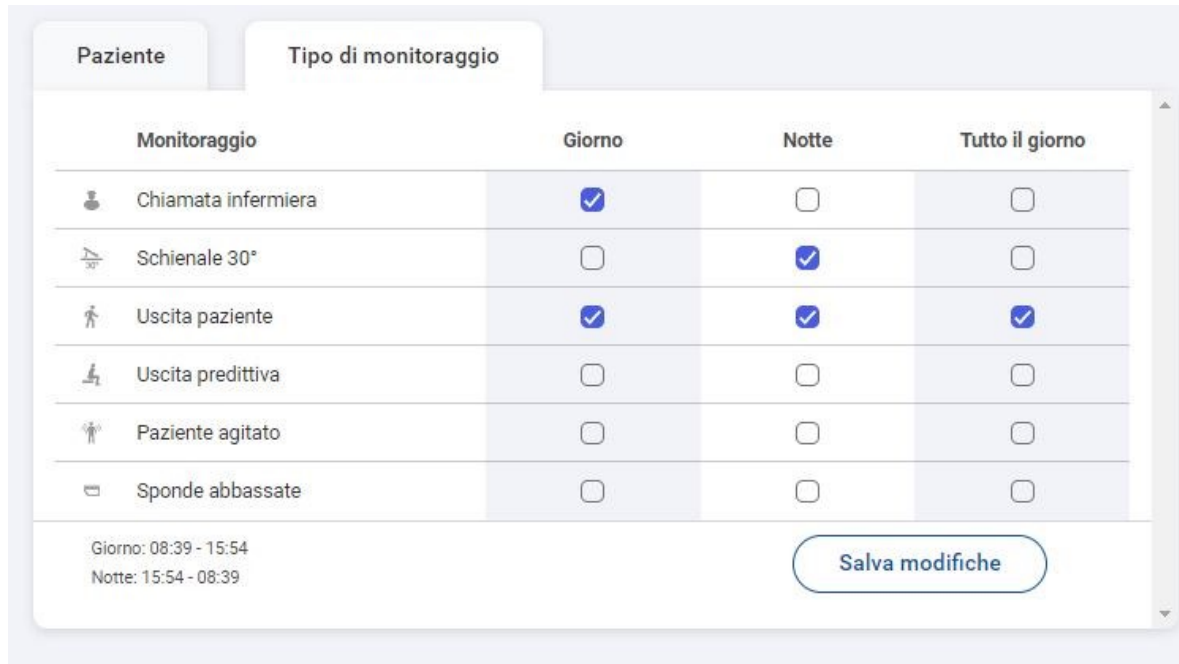 Paziente Tipo di monitoraggio
Monitoraggio Giorno Notte Tutto il giorno
Chiamata infermiera
30° Schienale 30°
Uscita paziente
Uscita predittiva
Paziente agitato
Sponde abbassate
Giorno: 08:39 - 15:54
Notte: 15:54 - 08:39
Salva modifiche